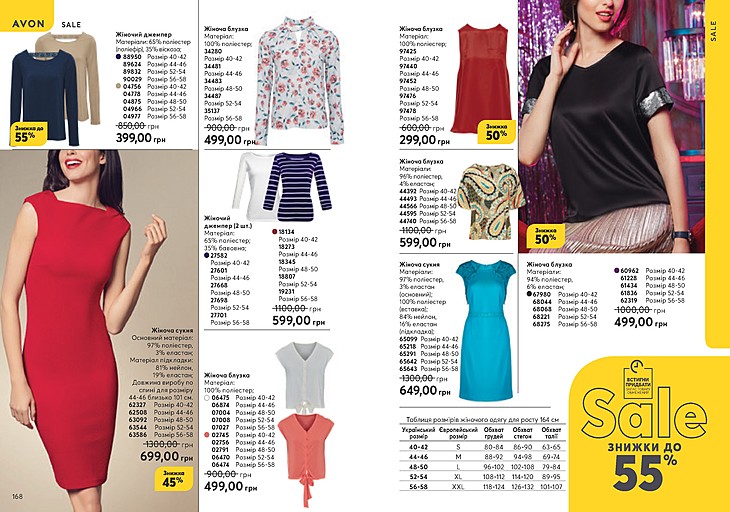 AVON
SALE
Жіночий джемпер
Матеріали: 65% поліестер
(поліефір), 35% віскоза;
88950 Розмір 40-42
89624 Розмір 44-46
89832 Розмір 52-54
90029 Розмір 56-58
04756 Розмір 40-42
04778 Розмір 44-46
04875 Розмір 48-50
04966 Розмір 52-54
04977 Розмір 56-58
850,00 грн
399,00 грн
Знижка до
55%
Жіноча сукня
Основний матеріал:
97% поліестер,
3% еластан;
Матеріал підкладки:
81% нейлон,
19% еластан;
Довжина виробу по
спині для розміру
44-46 близько 101 см.
62327 Розмір 40-42
62508 Розмір 44-46
63092 Розмір 48-50
63544 Розмір 52-54
63586 Розмір 56-58
1300,00 грн
699,00 грн
Знижка
45%
168
Жіноча блузка
Матеріал:
100% поліестер;
34280
Розмір 40-42
34481
Розмір 44-46
34483
Розмір 48-50
34487
Розмір 52-54
35137
Розмір 56-58
900,00 грн
499,00 грн
Жіночий
джемпер (2 шт.)
Матеріал:
65% поліестер;
35% бавовна;
27582
Розмір 40-42
27601
Розмір 44-46
27668
Розмір 48-50
27698
Розмір 52-54
27701
Розмір 56-58
18134
Розмір 40-42
18273
Розмір 44-46
18345
Розмір 48-50
18807
Розмір 52-54
19231
Розмір 56-58
1100,00 грн
599,00 грн
Жіноча блузка
Матеріал:
100% поліестер;
06475 Розмір 40-42
06874 Розмір 44-46
07004 Розмір 48-50
07008 Розмір 52-54
07027 Розмір 56-58
02745 Розмір 40-42
02756 Розмір 44-46
02791 Розмір 48-50
06470 Розмір 52-54
06474 Розмір 56-58
900,00 грн
499,00 грн
Жіноча блузка
Матеріал:
100% поліестер;
97425
Розмір 40-42
97440
Розмір 44-46
97452
Розмір 48-50
97476
Розмір 52-54
97478
Розмір 56-58
600,00 грн
299,00 грн
Знижка
50%
Жіноча блузка
Матеріали:
96% поліестер,
4% еластан;
44392 Розмір 40-42
44493 Розмір 44-46
44566 Розмір 48-50
44595 Розмір 52-54
44740 Розмір 56-58
1100,00 грн
599,00 грн
Жіноча сукня
Матеріали:
97% поліестер,
3% еластан
(основний);
100% поліестер
(вставка);
84% нейлон,
16% еластан
(підкладка);
65099 Розмір 40-42
65218 Розмір 44-46
65291 Розмір 48-50
65642 Розмір 52-54
65643 Розмір 56-58
1300,00 грн
649,00 грн
SALE
Знижка
50%
Жіноча блузка
Матеріали:
94% поліестер,
6% еластан;
67980 Розмір 40-42
68044 Розмір 44-46
68068 Розмір 48-50
68221 Розмір 52-54
68275 Розмір 56-58
60962 Розмір 40-42
61228 Розмір 44-46
61434 Розмір 48-50
61836 Розмір 52-54
62319 Розмір 56-58
1000,00 грн
499,00 грн
Таблиця розмірів жіночого одягу для росту 164 см
Український розмір Європейський розмір Обхват грудей Обхват стегон Обхват талії
40-42 S 80-84 86-90 63-65
44-46 M 88-92 94-98 69-74
48-50 L 96-102 102-108 79-84
52-54 XL 108-112 114-120 89-95
56-58 XXL 118-124 126-132 101-107
ВСТИГНИ
ПРИДБАТИ
Sale
ЗНИЖКИ ДО
55%